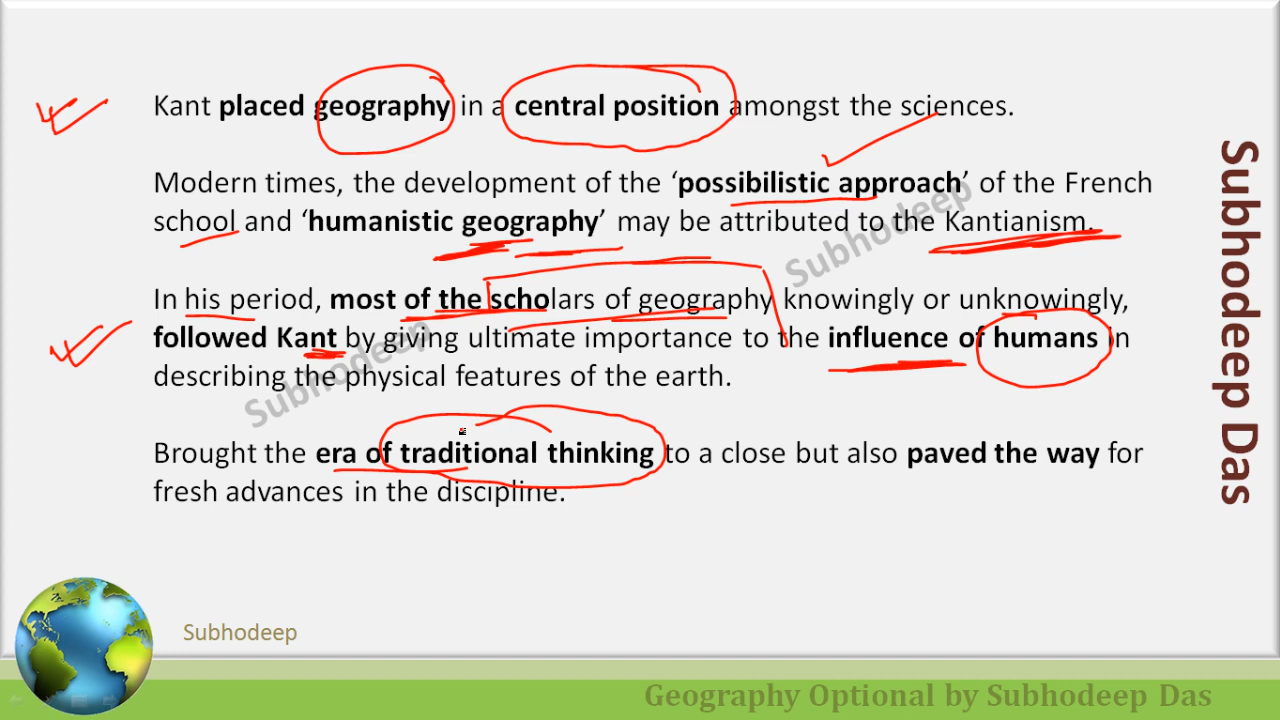 Kant placed geography in a central position amongst the sciences.
Modern times, the development of the ‘possibilistic approach’ of the French
school and ‘humanistic geography’ may be attributed to the Kantianism.
In his period, most of the scholars of geography knowingly or unknowingly,
followed Kant by giving ultimate importance to the influence of humans in
describing the physical features of the earth.
Brought the era of traditional thinking to a close but also paved the way for
fresh advances in the discipline.
Subhodeep
Subhodeep
Subhodeep Das
Subhodeep
Geography Optional by Subhodeep Das